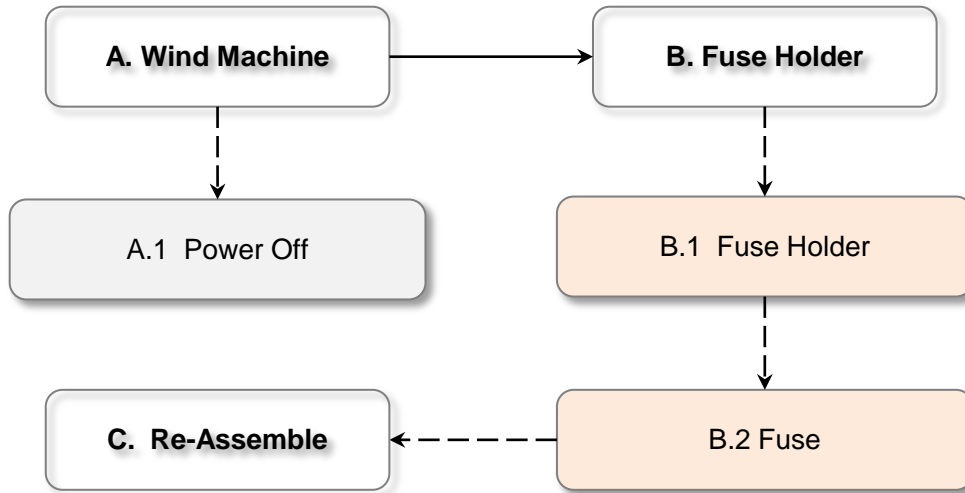 A. Wind Machine
B. Fuse Holder
A.1 Power Off
B.1 Fuse Holder
C. Re-Assemble
B.2 Fuse